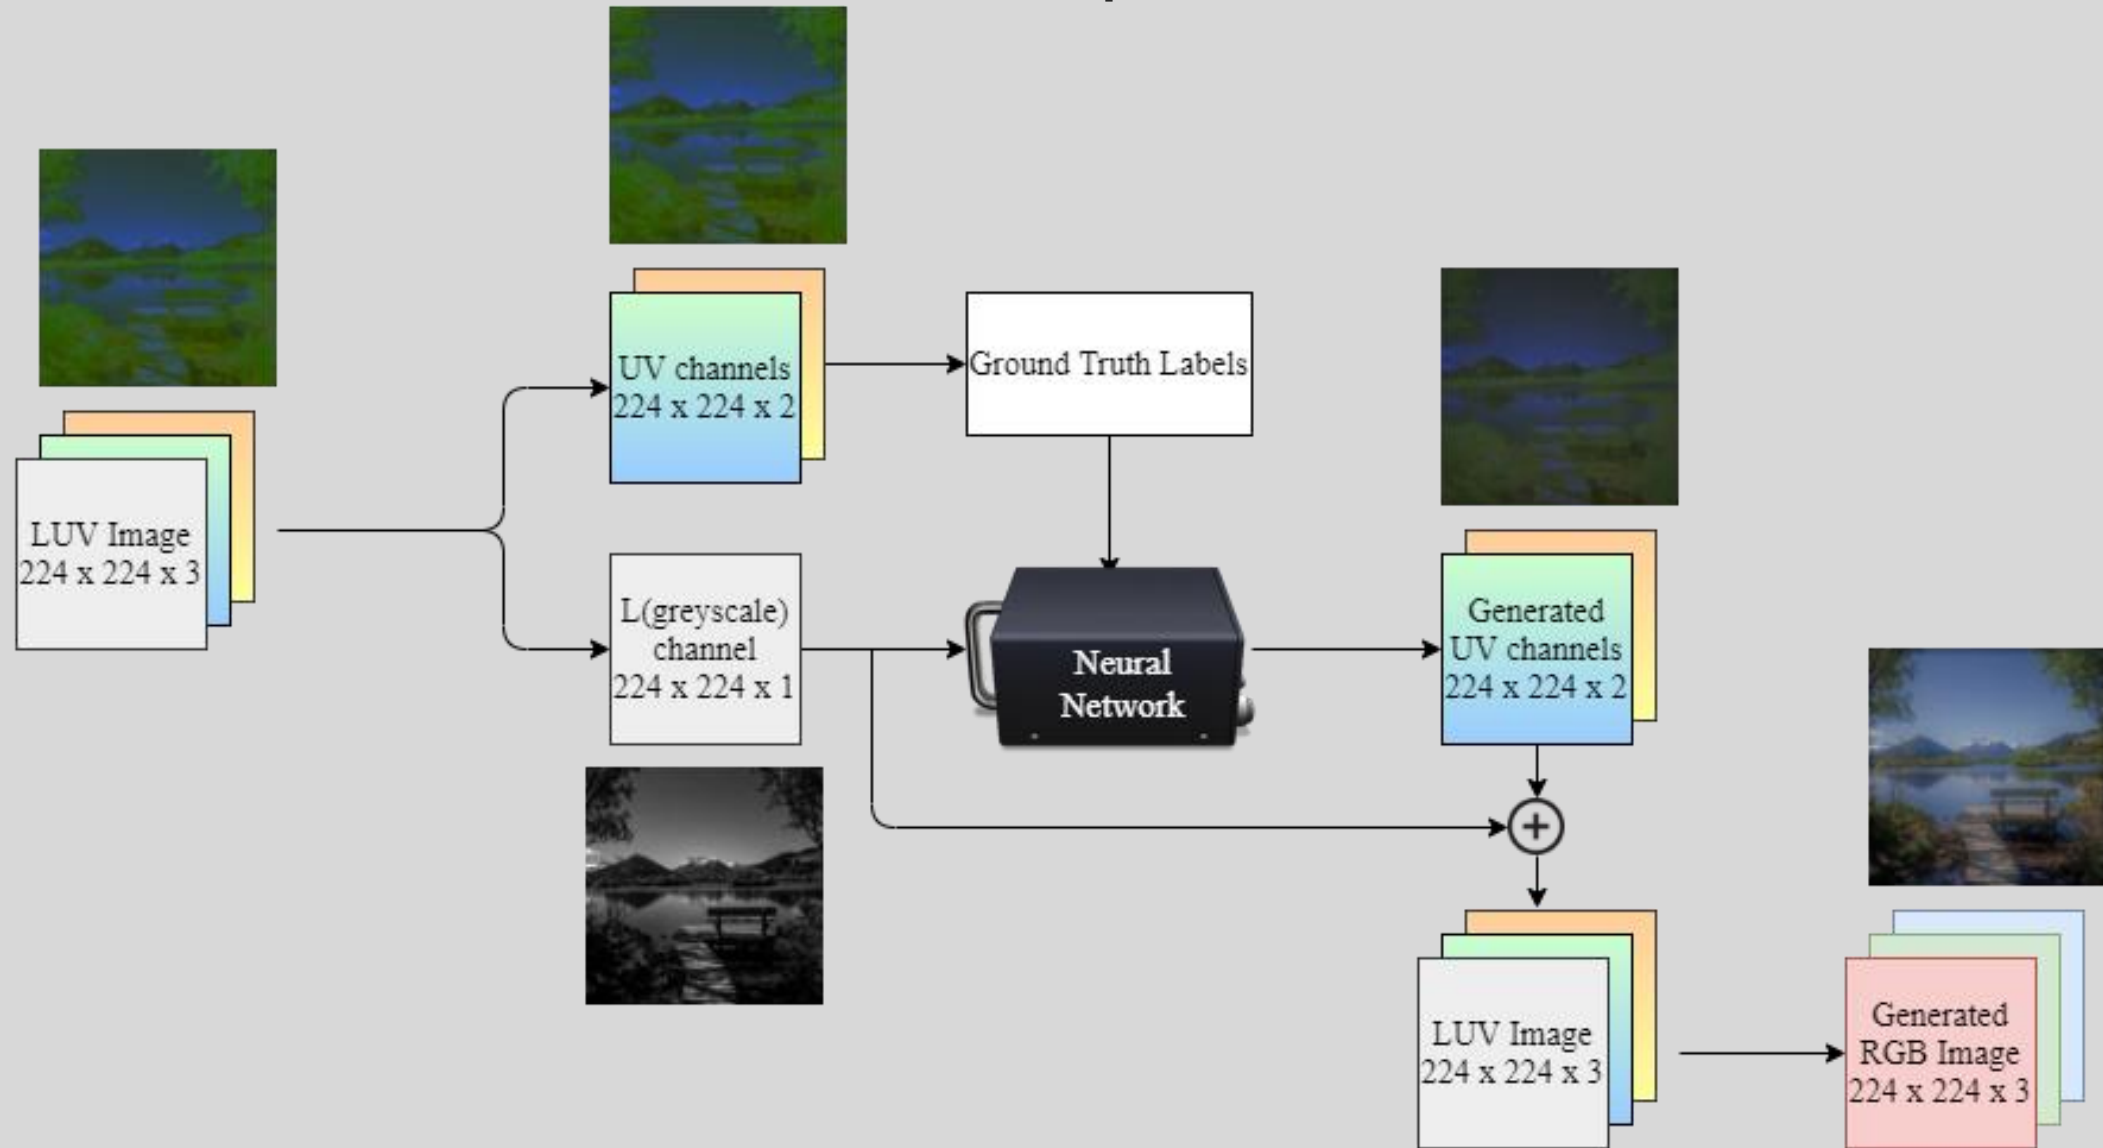 LUV Image
224 x 224 x 3
UV channels
224 x 224 x 2
L(greyscale)
channel
224 x 224 x 1
Ground Truth Labels
Neural
Network
Generated
UV channels
224 x 224 x 2
LUV Image
224 x 224 x 3
Generated
RGB Image
224 x 224 x 3